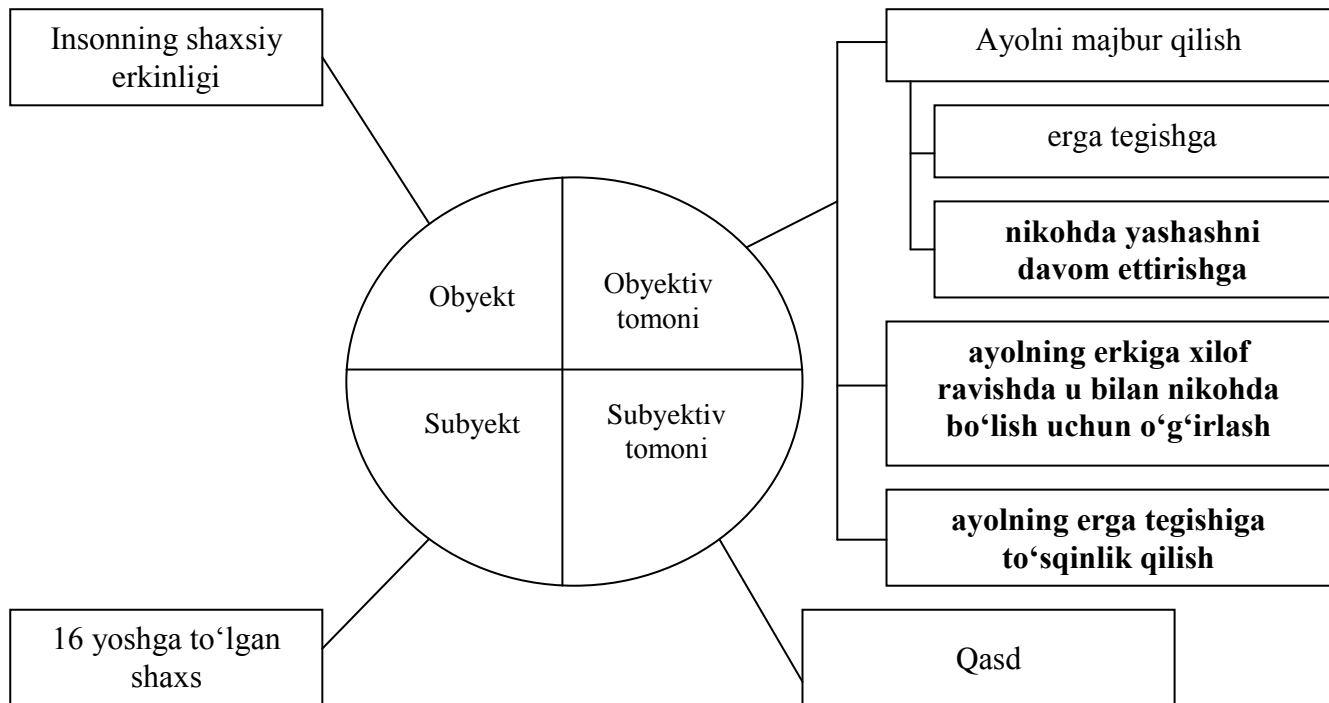 Insonning shaxsiy
erkinligi
Ayolni majbur qilish
erga tegishga
nikohda yashashni
davom ettirishga
Obyekt
Obyektiv
tomoni
ayolning erkiga xilof
ravishda u bilan nikohda
bo‘lish uchun o‘g‘irlash
Subyekt
Subyektiv
tomoni
ayolning erga tegishiga
to‘sqinlik qilish
16 yoshga to‘lgan
shaxs
Qasd